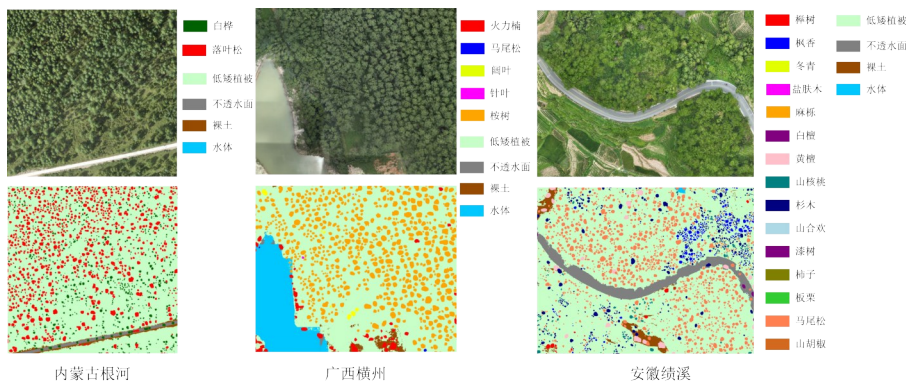 白桦
落叶松
低矮植被
不透水面
裸土
水体
火力楠
马尾松
阔叶
针叶
桉树
低矮植被
不透水面
裸土
水体
榉树
枫香
冬青
盐肤木
麻栎
白檀
黄檀
山核桃
杉木
山合欢
漆树
柿子
板栗
马尾松
山胡椒
低矮植被
不透水面
裸土
水体
内蒙古根河
广西横州
安徽绩溪